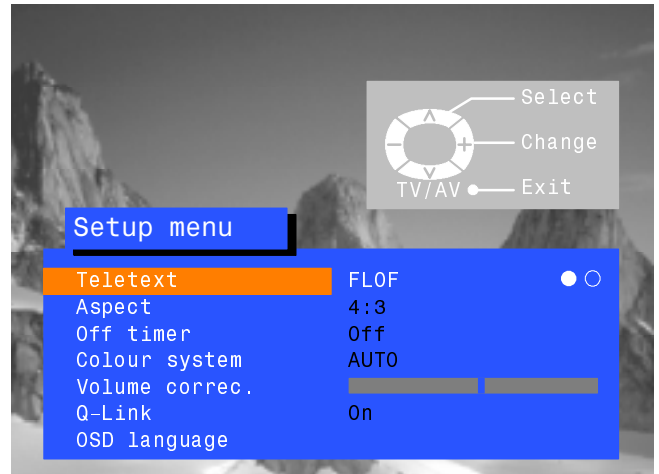 Select
Change
TV/AV Exit
Setup menu
Teletext FLOF
Aspect 4:3
Off timer Off
Colour system AUTO
Volume correc.
Q-Link On
OSD language